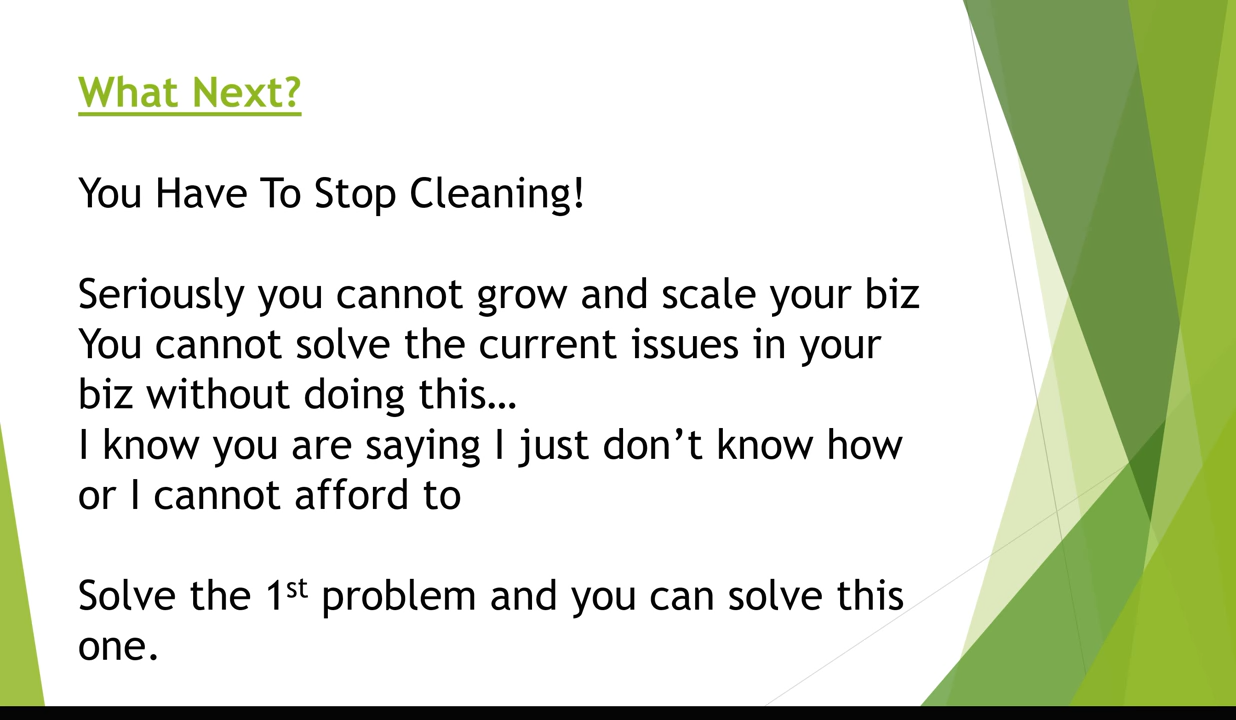 What Next?
You Have To Stop Cleaning!
Seriously you cannot grow and scale your biz
You cannot solve the current issues in your
biz without doing this…
I know you are saying I just don’t know how
or I cannot afford to
Solve the 1st problem and you can solve this
one.